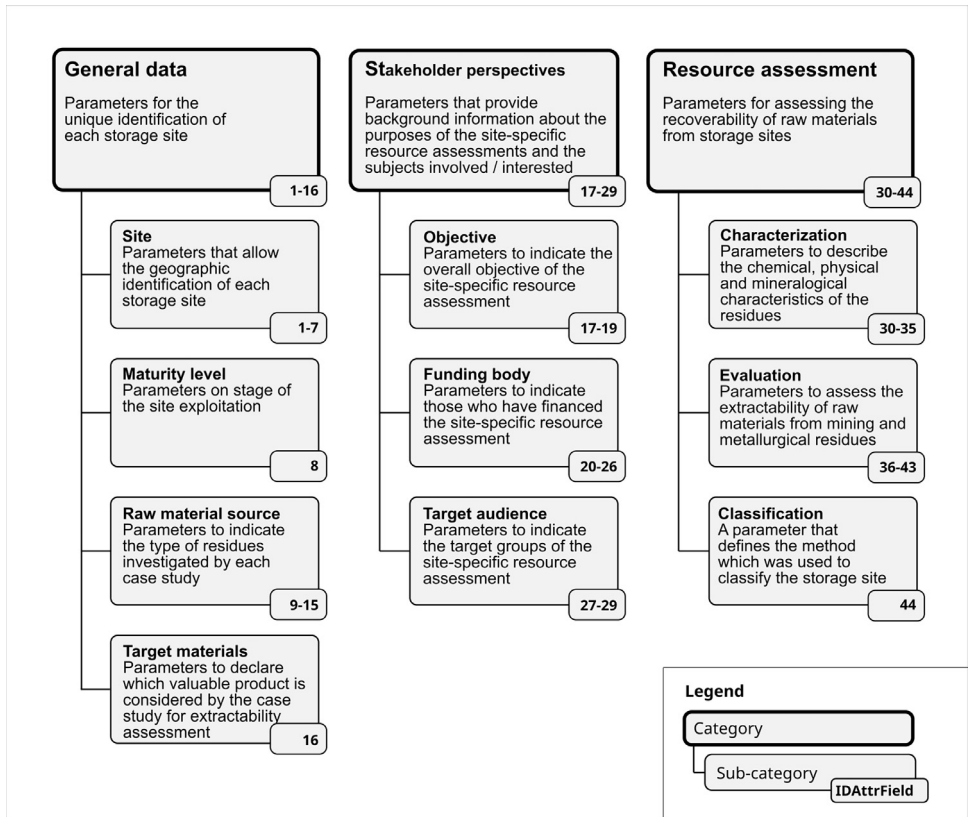 General data
Parameters for the
unique identification of
each storage site
1-16
Site
Parameters that allow
the geographic
identification of each
storage site
1-7
Maturity level
Parameters on stage of
the site exploitation
8
Raw material source
Parameters to indicate
the type of residues
investigated by each
case study
9-15
Target materials
Parameters to declare
which valuable product is
considered by the case
study for extractability
assessment
16
Stakeholder perspectives
Parameters that provide
background information about the
purposes of the site-specific
resource assessments and the
subjects involved / interested
17-29
Objective
Parameters to indicate the
overall objective of the
site-specific resource
assessment
17-19
Funding body
Parameters to indicate
those who have financed
the site-specific resource
assessment
20-26
Target audience
Parameters to indicate
the target groups of the
site-specific resource
assessment
27-29
Resource assessment
Parameters for assessing the
recoverability of raw materials
from storage sites
30-44
Characterization
Parameters to describe
the chemical, physical
and mineralogical
characteristics of the
residues
30-35
Evaluation
Parameters to assess the
extractability of raw
materials from mining and
metallurgical residues
36-43
Classification
A parameter that
defines the method
which was used to
classify the storage site
44
Legend
Category
Sub-category
IDAttrField